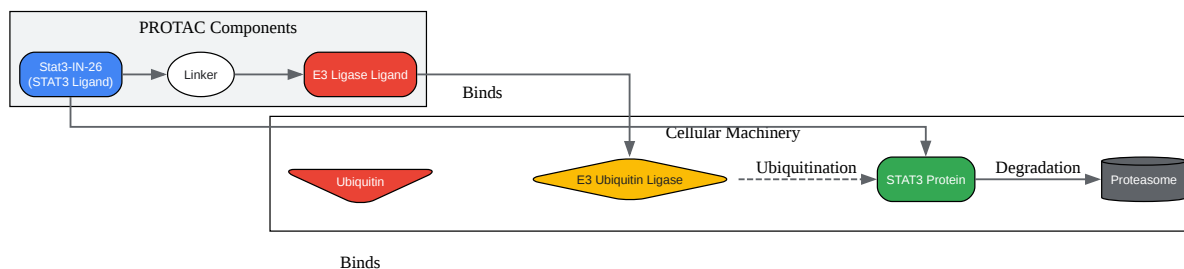 PROTAC Components
Stat3-IN-26
(STAT3 Ligand)
Linker
E3 Ligase Ligand
Binds
Cellular Machinery
Ubiquitin
E3 Ubiquitin Ligase
Ubiquitination
STAT3 Protein
Degradation
Proteasome
Binds